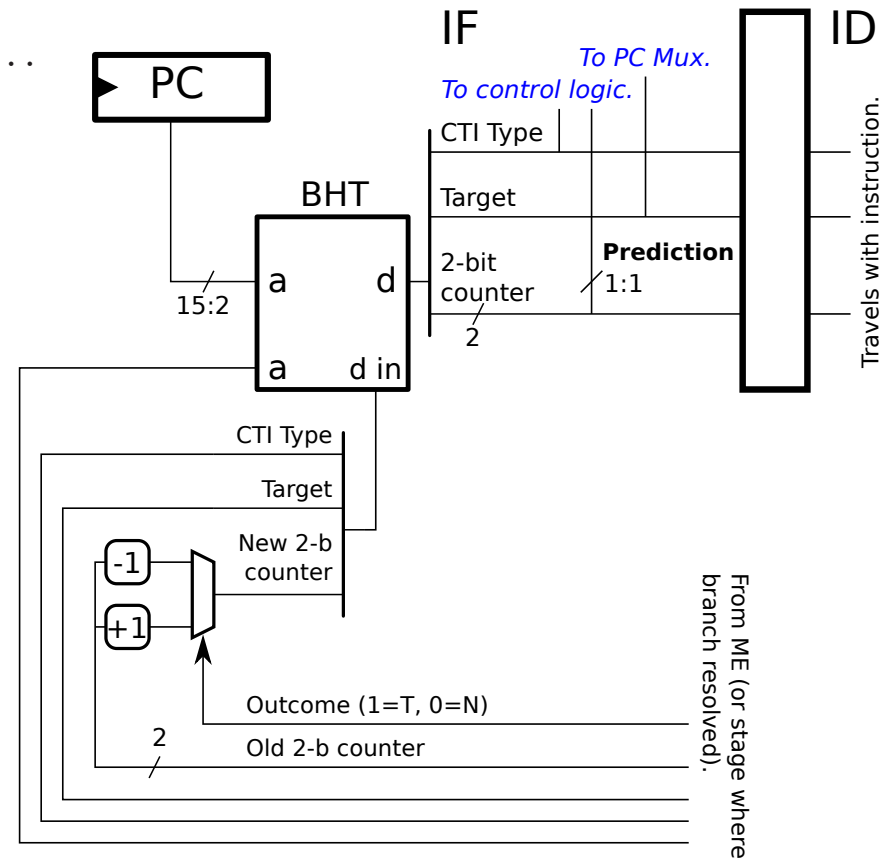 IF
ID
To PC Mux.
To control logic.
. .
PC
CTI Type
BHT
Target
a
d
15:2
2-bit
counter
2
Prediction
1:1
Travels with instruction.
a
d in
CTI Type
Target
New 2-b
counter
-1
+1
Outcome (1=T, 0=N)
2
Old 2-b counter
From ME (or stage where
branch resolved).